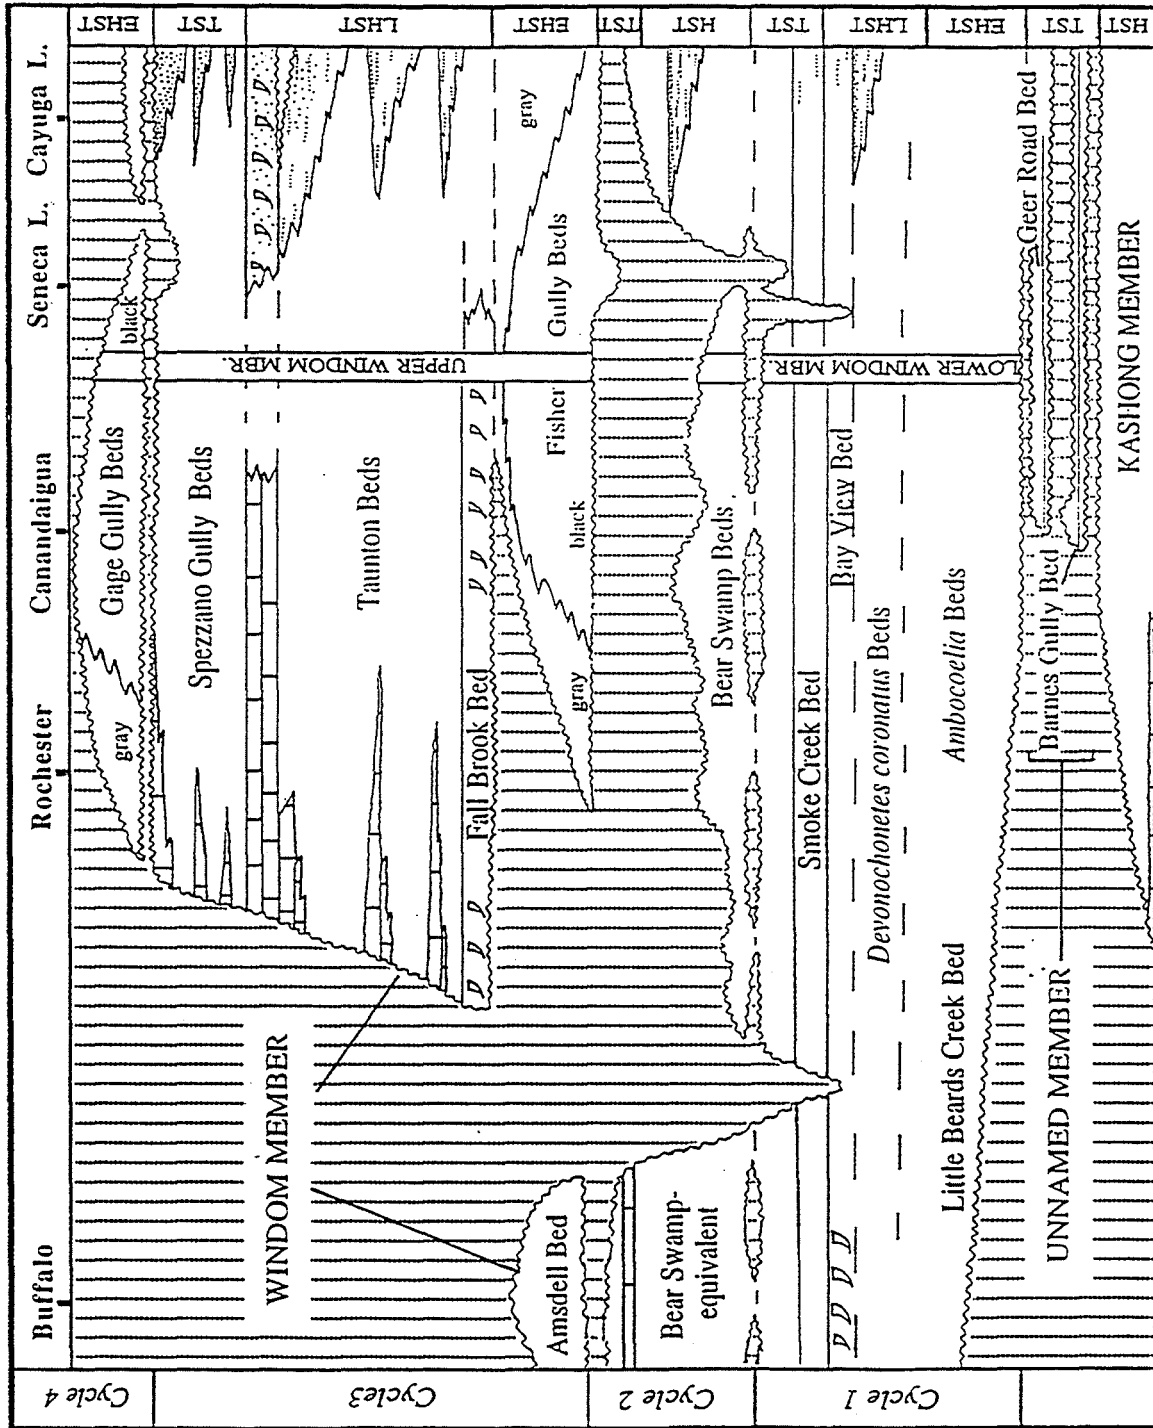 Buffalo
Rochester
Canandaigua
Seneca L.
Cayuga L.
Cycle 4
Cycle3
Cycle 2
Cycle 1
EHST
TST
LHST
EHST
TST
HST
TST
LHST
EHST
TST
HST
gray
Gage Gully Beds
black
Spezzano Gully Beds
Taunton Beds
UPPER WINDOM MBR.
WINDOM MEMBER
Fall Brook Bed
gray
black
Fisher
Gully Beds
gray
Amsdell Bed
Bear Swamp-
equivalent
Bear Swamp Beds
Smoke Creek Bed
Bay View Bed
LOWER WINDOM MBR.
Devonochonetes coronatus Beds
Ambocoelia Beds
Little Beards Creek Bed
Geer Road Bed
Barnes Gully Bed
UNNAMED MEMBER
KASHONG MEMBER